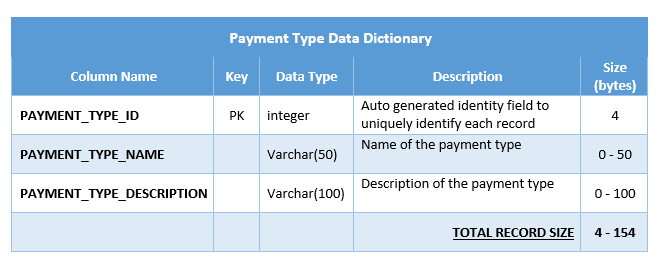 Payment Type Data Dictionary
Column Name Key Data Type Description Size (bytes)
PAYMENT_TYPE_ID PK integer Auto generated identity field to
uniquely identify each record 4
PAYMENT_TYPE_NAME Varchar(50) Name of the payment type 0 - 50
PAYMENT_TYPE_DESCRIPTION Varchar(100) Description of the payment type 0 - 100
TOTAL RECORD SIZE 4 - 154